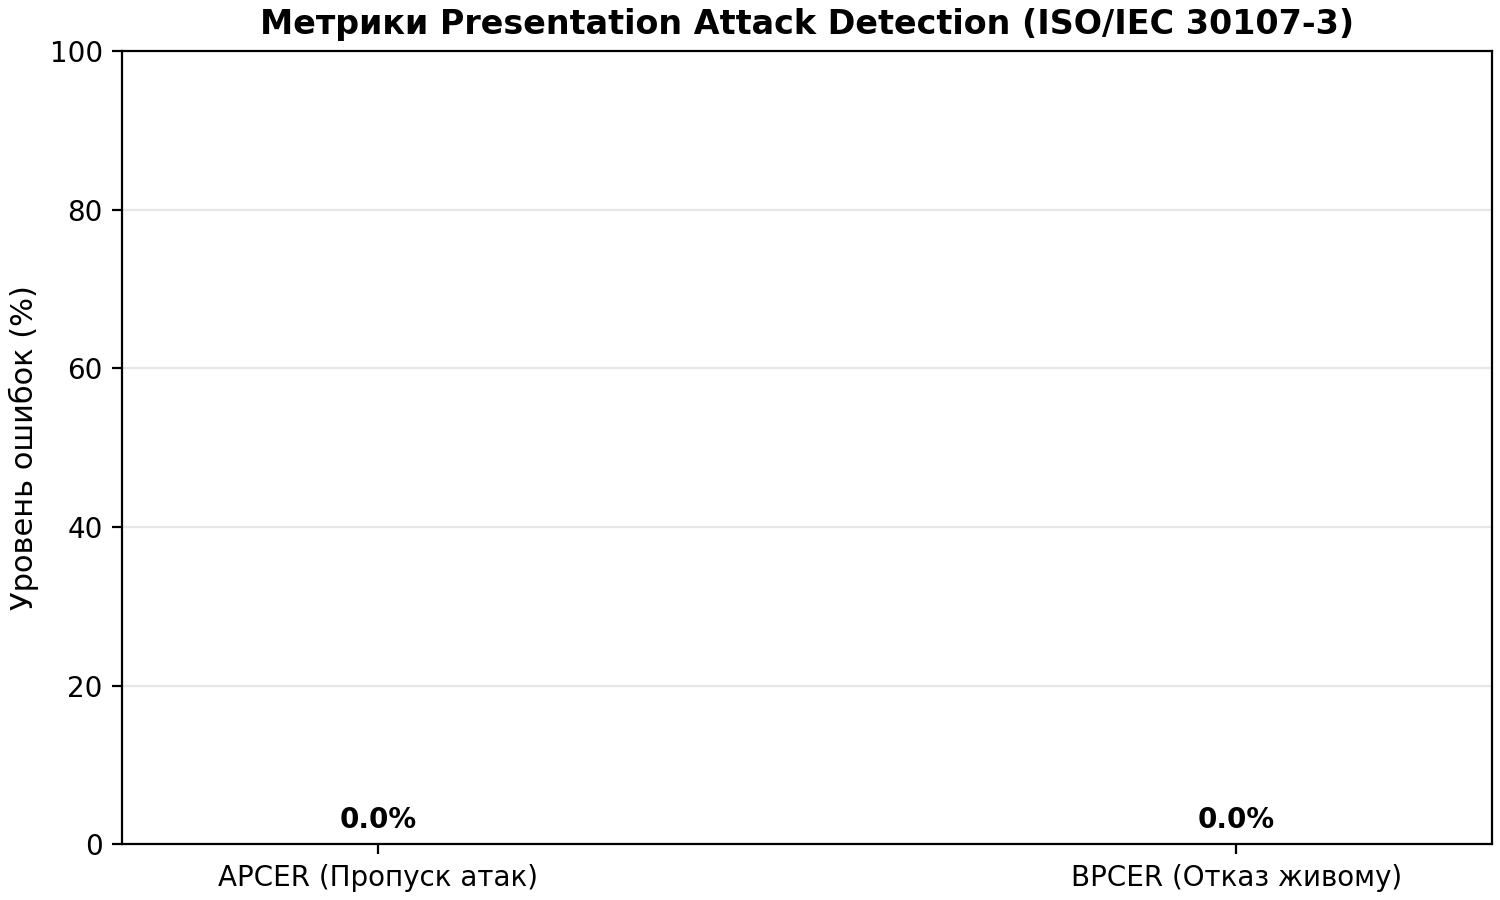 Метрики Presentation Attack Detection (ISO/IEC 30107-3)
Уровень ошибок (%)
100
80
60
40
20
0
0.0%
0.0%
APCER (Пропуск атак)
BPCER (Отказ живому)